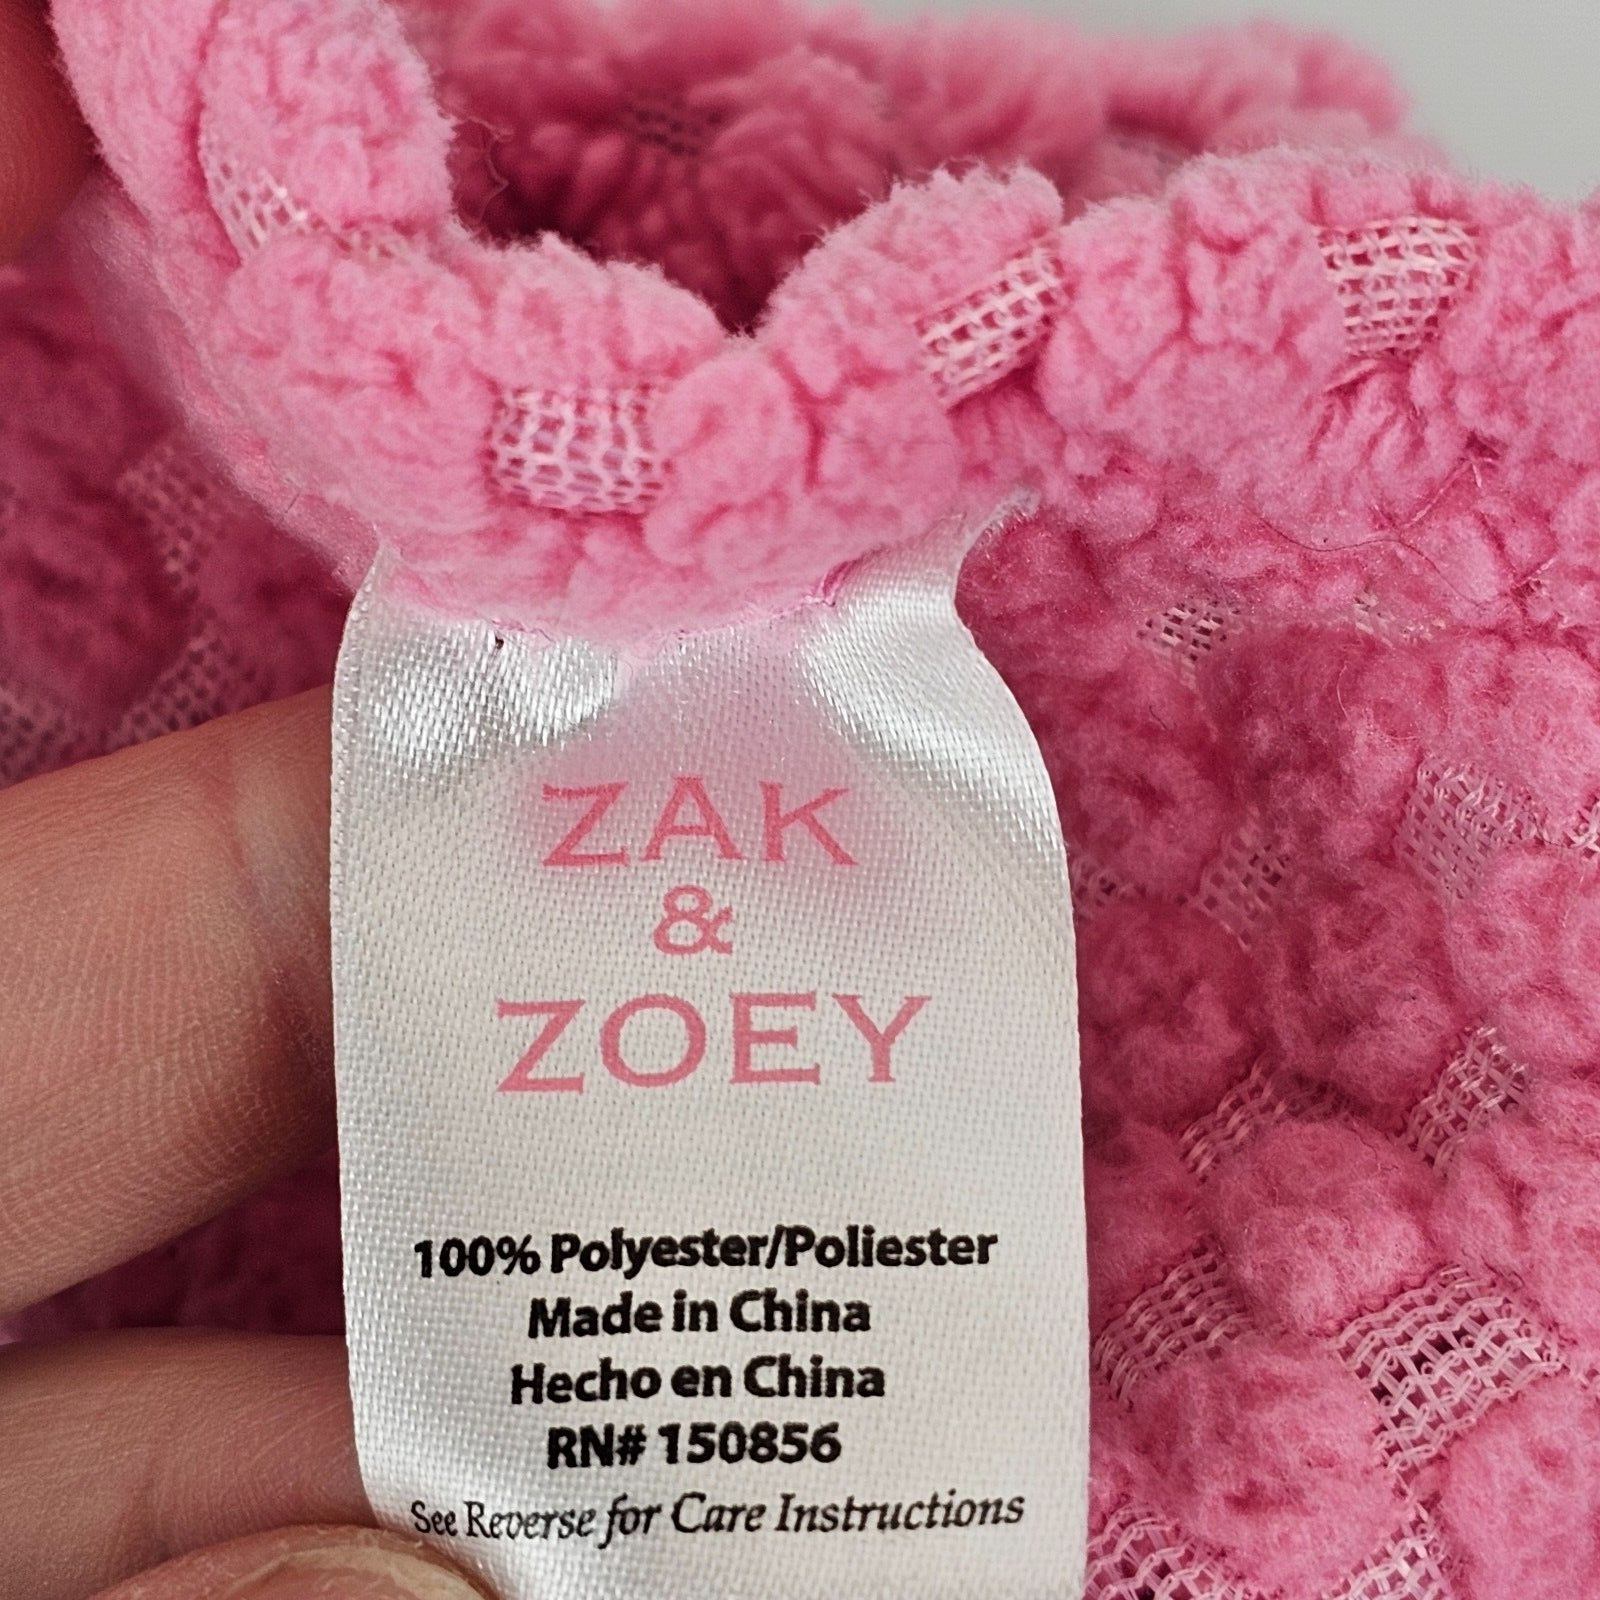 ZAK
&
ZOEY
100% Polyester/Poliester
Made in China
Hecho en China
RN# 150856
See Reverse for Care Instructions